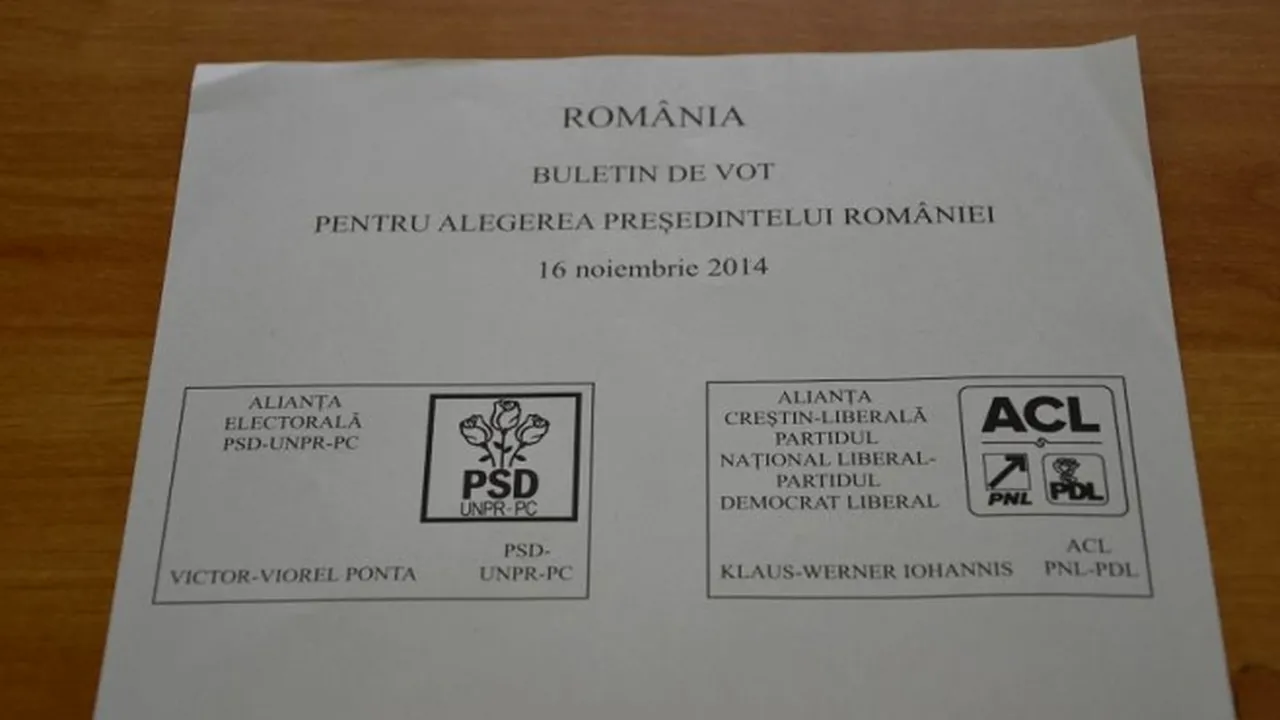 ROMÂNIA
BULETIN DE VOT
PENTRU ALEGEREA PREŞEDINTELUI ROMÂNIEI
16 noiembrie 2014
ALIANŢA
ELECTORALĂ
PSD-UNPR-PC
PSD
UNPR-PC
VICTOR-VIOREL PONTA
PSD-
UNPR-PC
ALIANŢA
CREŞTIN-LIBERALĂ
PARTIDUL
NAŢIONAL LIBERAL-
PARTIDUL
DEMOCRAT LIBERAL
ACL
PNL
PDL
KLAUS-WERNER IOHANNIS
ACL
PNL-PDL